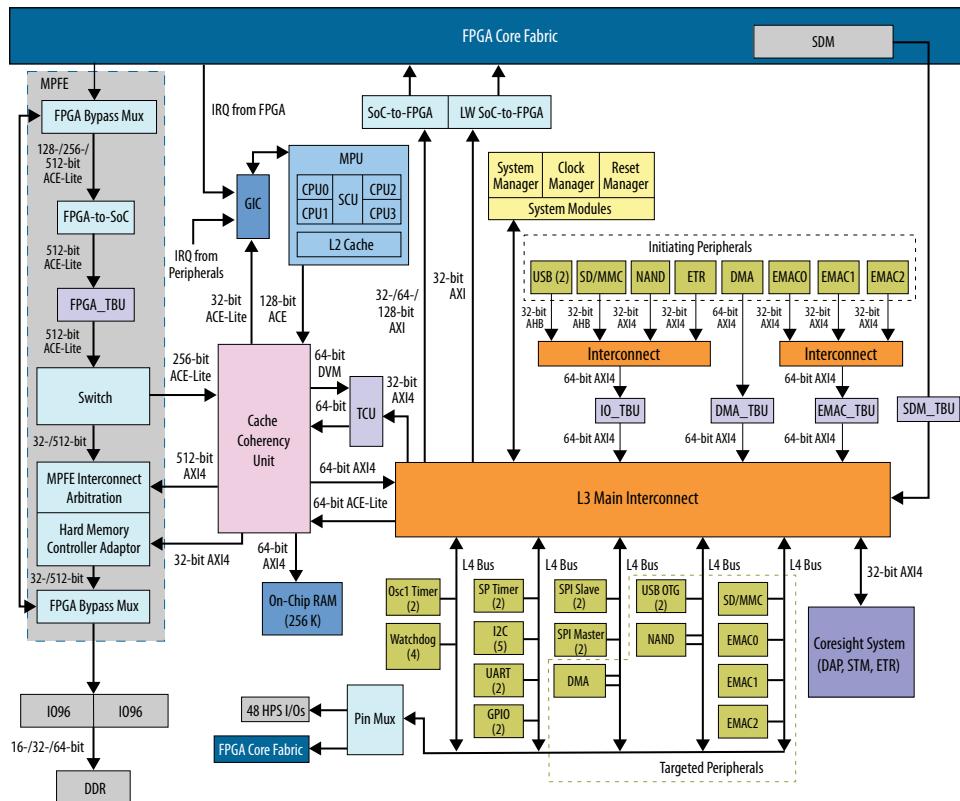 FPGA Core Fabric
SDM
MPFE
FPGA Bypass Mux
128-/256-/
512-bit
ACE-Lite
FPGA-to-SoC
512-bit
ACE-Lite
FPGA_TBU
512-bit
ACE-Lite
Switch
32-/512-bit
MPFE Interconnect
Arbitration
Hard Memory
Controller Adaptor
32-/512-bit
FPGA Bypass Mux
IO96
IO96
16-/32-/64-bit
DDR
IRQ from FPGA
GIC
IRQ from
Peripherals
MPU
CPU0
CPU1
SCU
CPU2
CPU3
L2 Cache
32-bit
ACE-Lite
128-bit
ACE
256-bit
ACE-Lite
Cache
Coherency
Unit
64-bit
DVM
64-bit
TCU
32-bit
AXI4
512-bit
AXI4
32-bit AXI4
64-bit AXI4
64-bit ACE-Lite
64-bit
AXI4
On-Chip RAM
(256 K)
SoC-to-FPGA
LW SoC-to-FPGA
32-/64-/
128-bit
AXI
32-bit
AXI
System
Manager
Clock
Manager
Reset
Manager
System Modules
Initiating Peripherals
USB (2)
SD/MMC
NAND
ETR
DMA
EMAC0
EMAC1
EMAC2
32-bit
AHB
32-bit
AHB
32-bit
AXI4
32-bit
AXI4
64-bit
AXI4
32-bit
AXI4
32-bit
AXI4
32-bit
AXI4
Interconnect
Interconnect
64-bit AXI4
64-bit AXI4
IO_TBU
DMA_TBU
EMAC_TBU
SDM_TBU
64-bit AXI4
64-bit AXI4
64-bit AXI4
L3 Main Interconnect
L4 Bus
L4 Bus
L4 Bus
L4 Bus
L4 Bus
32-bit AXI4
Osc1 Timer
(2)
Watchdog
(4)
SP Timer
(2)
I2C
(5)
UART
(2)
GPIO
(2)
SPI Slave
(2)
SPI Master
(2)
DMA
USB OTG
(2)
NAND
SD/MMC
EMAC0
EMAC1
EMAC2
Coresight System
(DAP, STM, ETR)
48 HPS I/Os
FPGA Core Fabric
Pin Mux
Targeted Peripherals